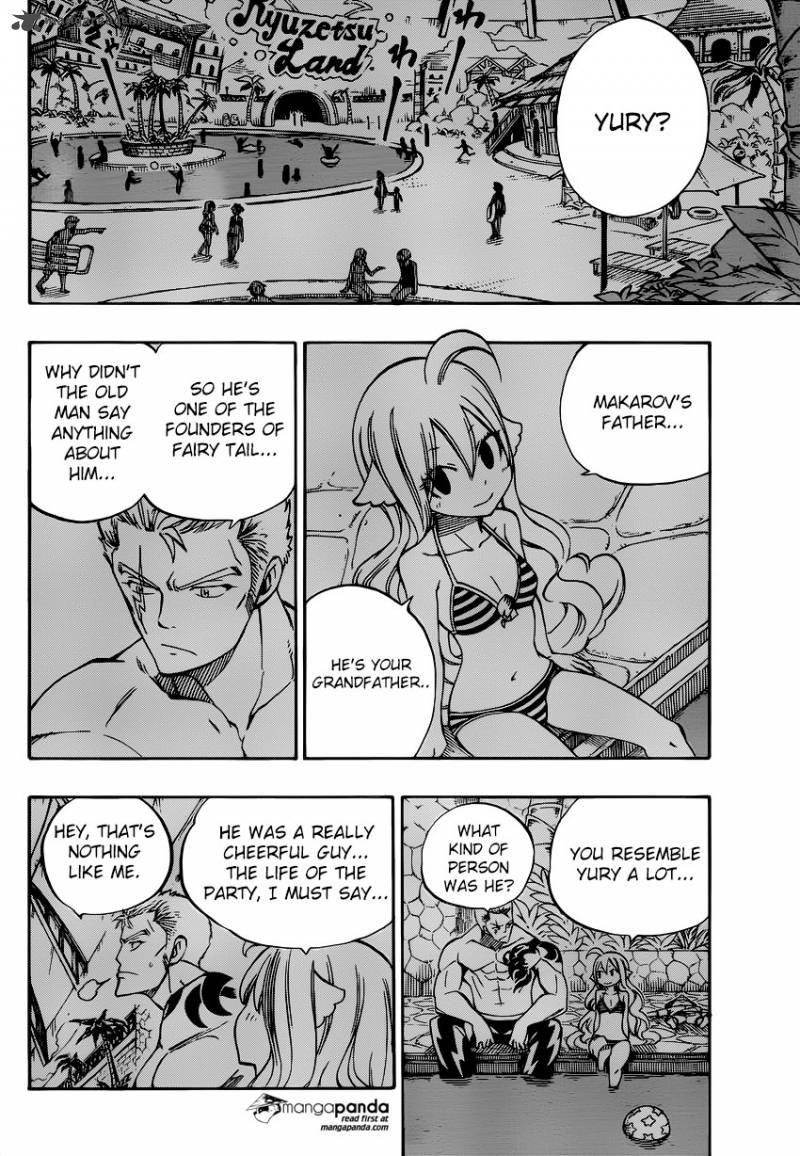 Ryuzetsu
Land
YURY?
MAKAROV'S
FATHER...
HE'S YOUR
GRANDFATHER..
SO HE'S
ONE OF THE
FOUNDERS OF
FAIRY TAIL...
WHY DIDN'T
THE OLD
MAN SAY
ANYTHING
ABOUT
HIM...
YOU RESEMBLE
YURY A LOT...
WHAT
KIND OF
PERSON
WAS HE?
HE WAS A REALLY
CHEERFUL GUY...
THE LIFE OF THE
PARTY, I MUST SAY...
HEY, THAT'S
NOTHING
LIKE ME.
mangapanda
read first at
mangapanda.com